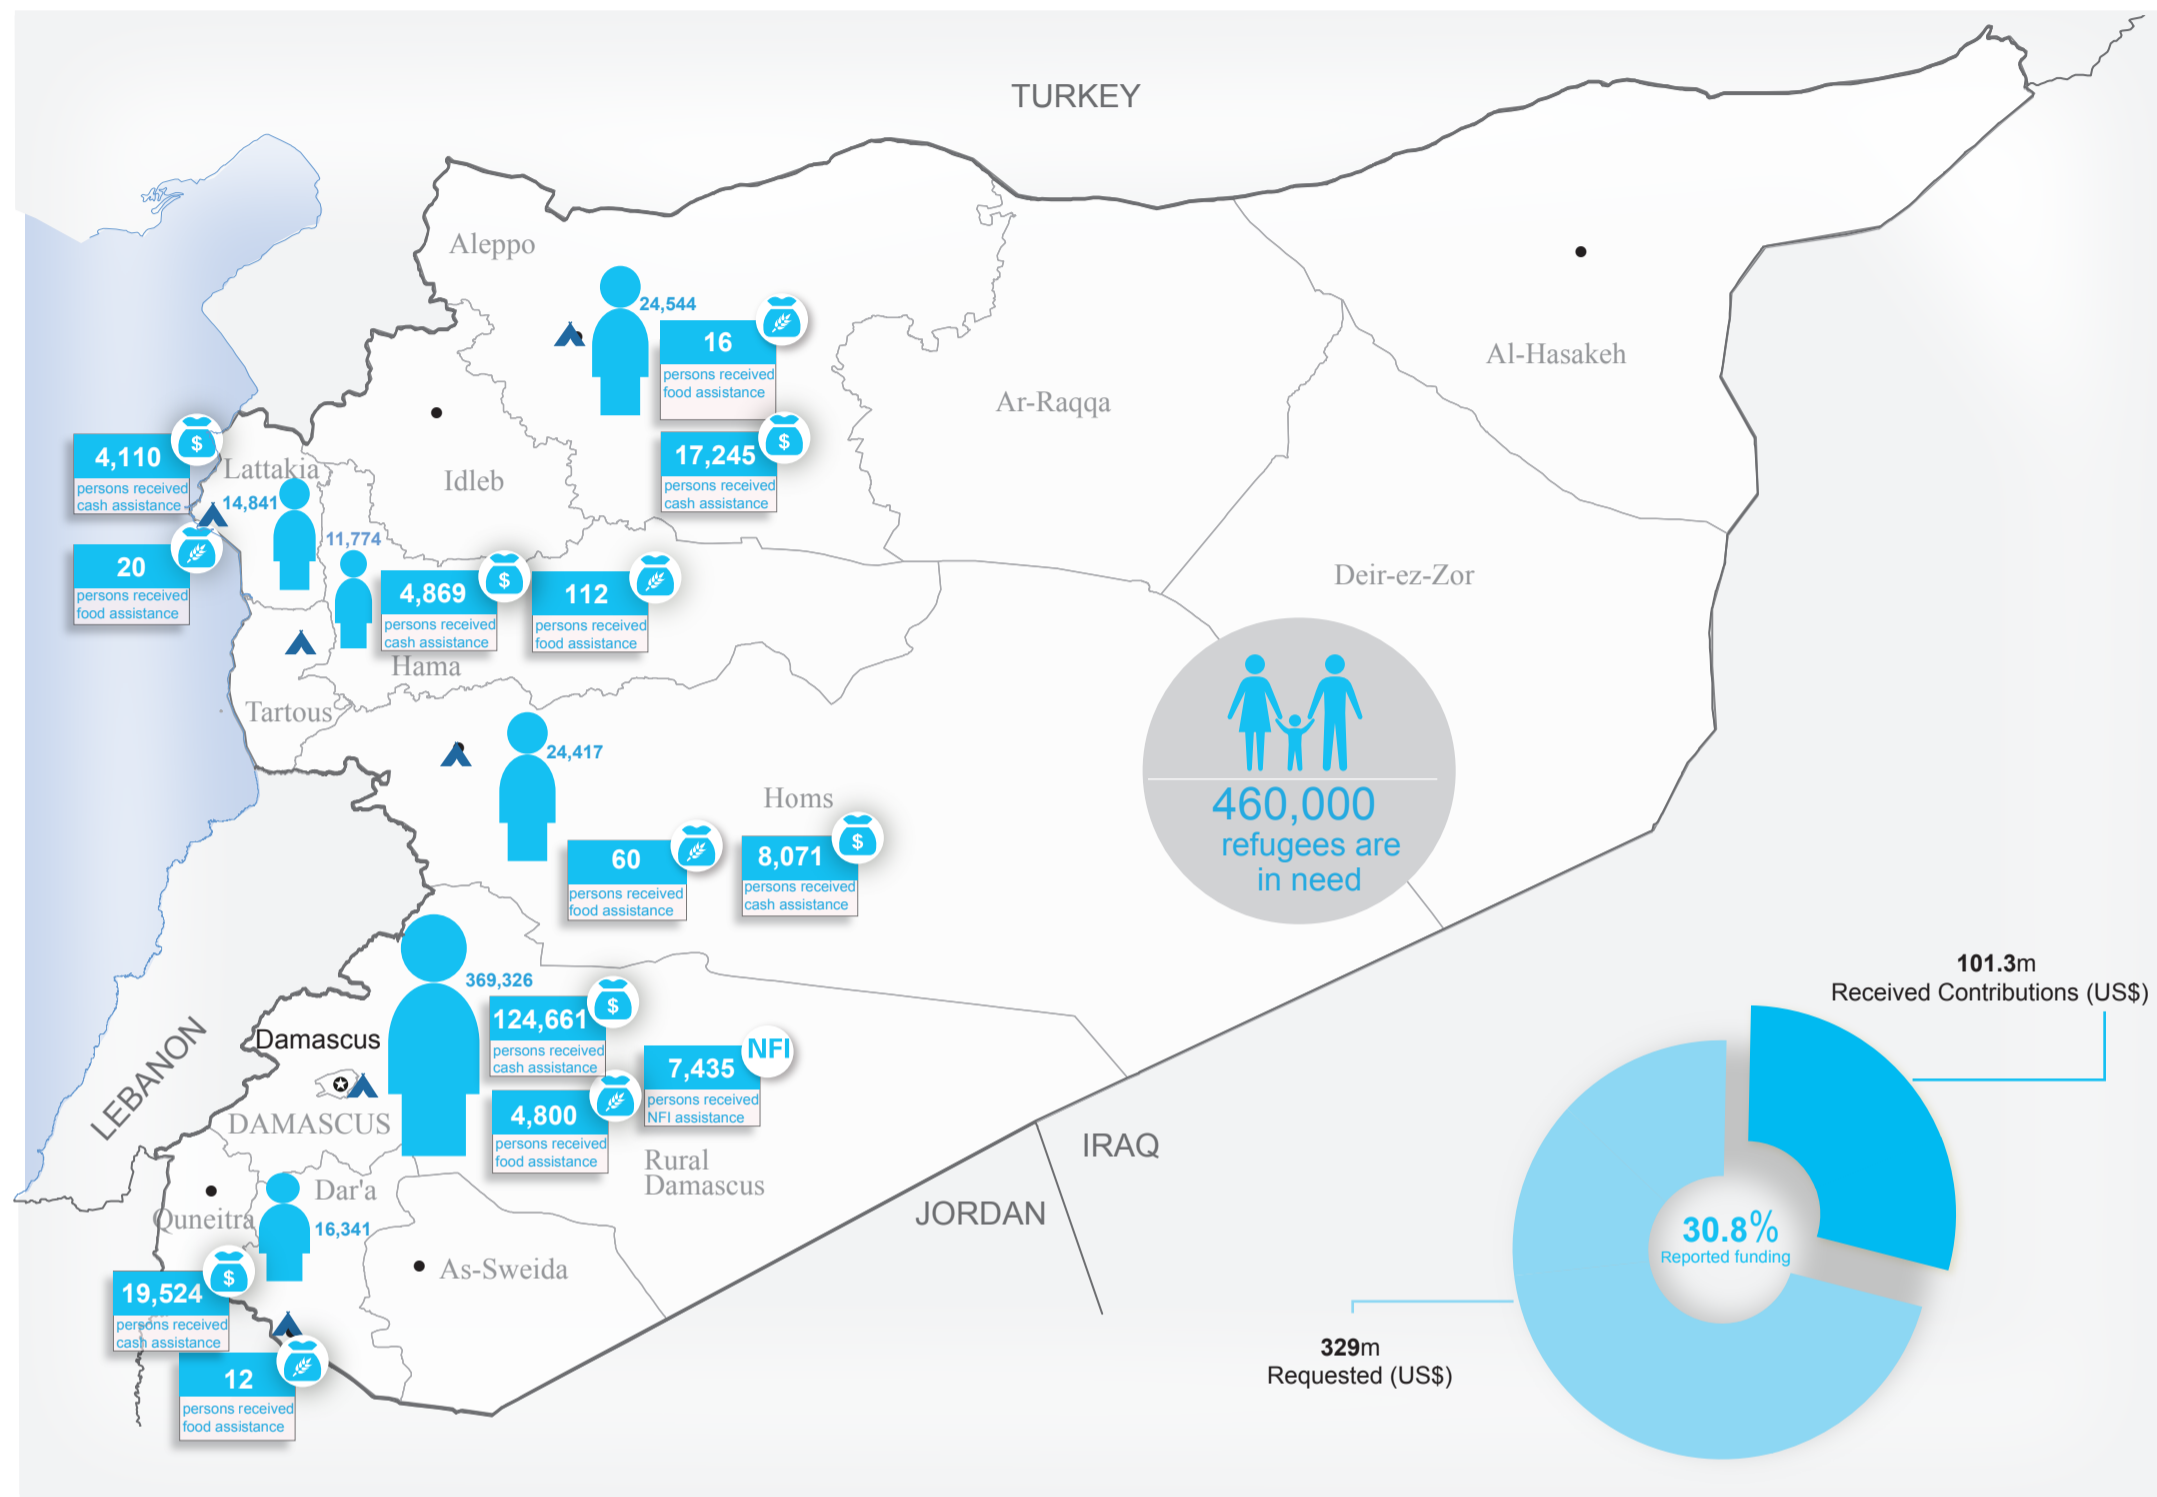 TURKEY
Aleppo
24,544
16
persons received
food assistance
17,245
persons received
cash assistance
Ar-Raqqa
Al-Hasakeh
Idleb
4,110
persons received
cash assistance
Lattakia
14,841
20
persons received
food assistance
11,774
4,869
persons received
cash assistance
112
persons received
food assistance
Hama
Deir-ez-Zor
Tartous
24,417
Homs
60
persons received
food assistance
8,071
persons received
cash assistance
460,000
refugees are
in need
369,326
Damascus
DAMASCUS
124,661
persons received
cash assistance
4,800
persons received
food assistance
7,435
NFI
persons received
NFI assistance
Rural
Damascus
LEBANON
IRAQ
JORDAN
Quneitra
Dar'a
16,341
As-Sweida
19,524
persons received
cash assistance
12
persons received
food assistance
$
$
$
$
$
$
101.3m
Received Contributions (US$)
30.8%
Reported funding
329m
Requested (US$)